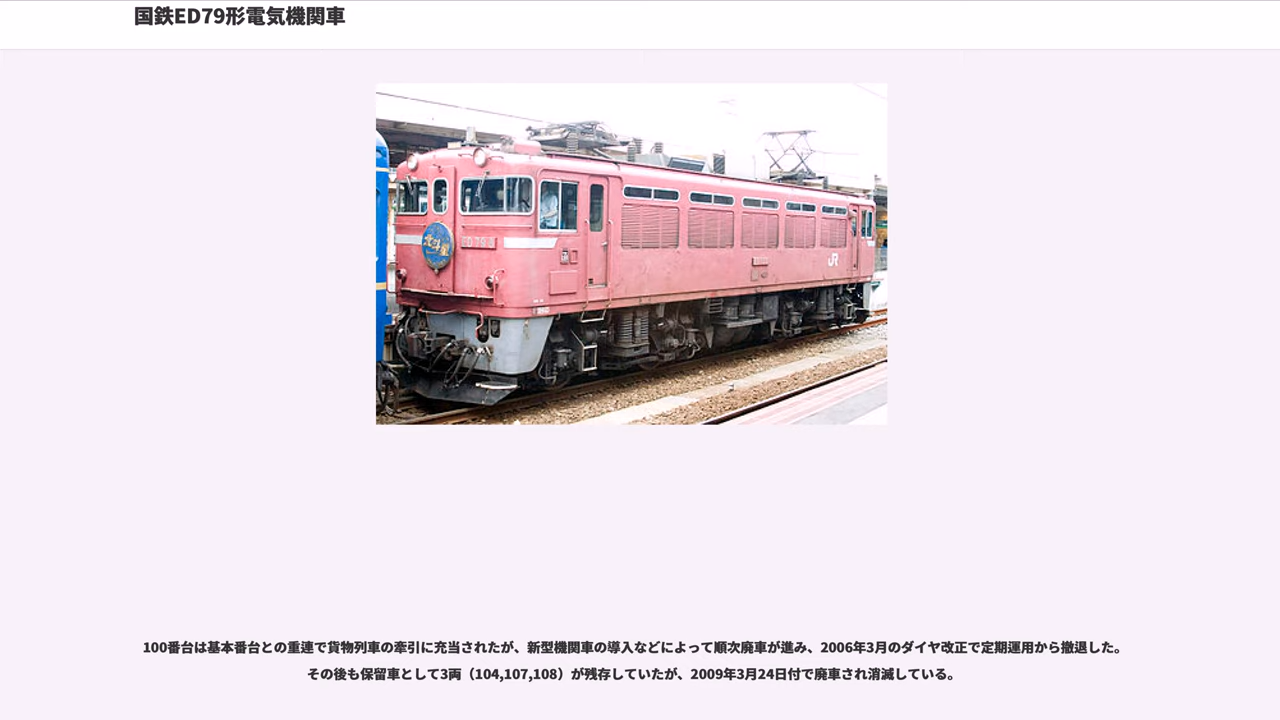 国鉄ED79形電気機関車
北斗星
ED79
JR
100番台は基本番台との重連で貨物列車の牽引に充当されたが、新型機関車の導入などによって順次廃車が進み、2006年3月のダイヤ改正で定期運用から撤退した。
その後も保留車として3両（104,107,108）が残存していたが、2009年3月24日付で廃車され消滅している。